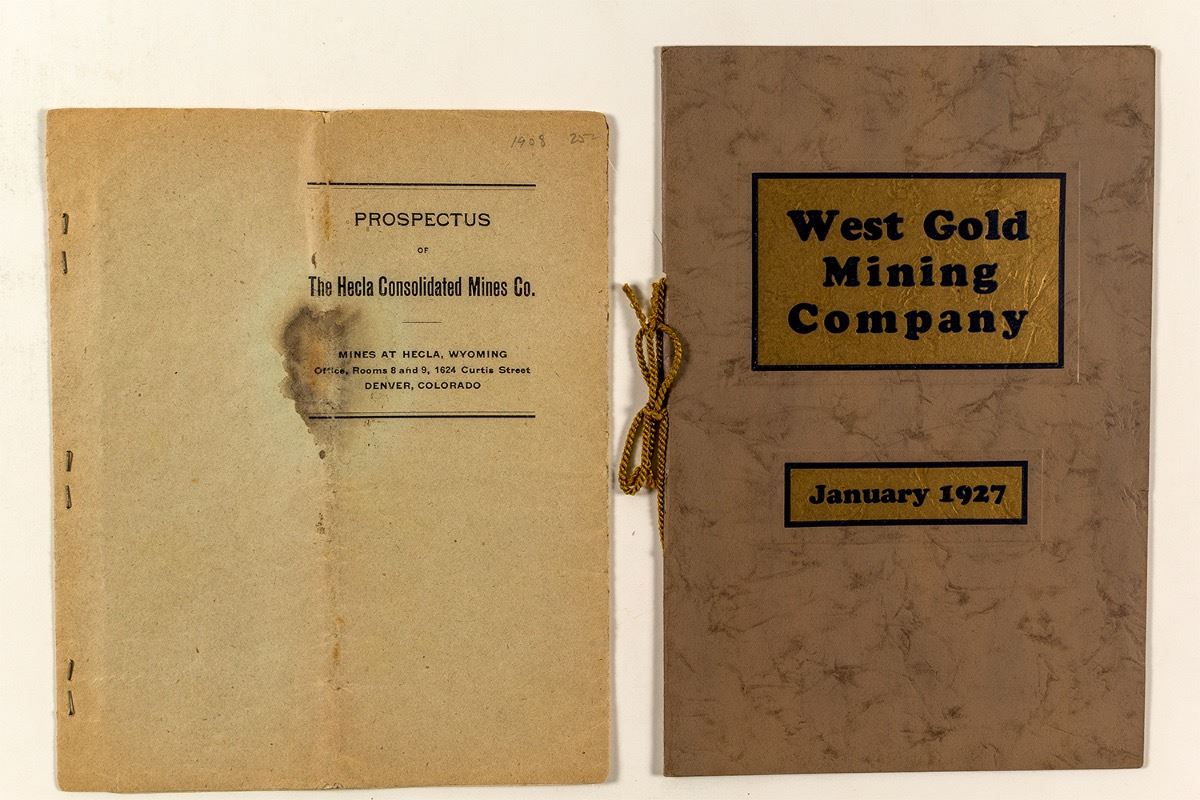 1908 25-
PROSPECTUS
OF
The Hecla Consolidated Mines Co.
MINES AT HECLA, WYOMING
Office, Rooms 8 and 9, 1624 Curtis Street
DENVER, COLORADO
West Gold
Mining
Company
January 1927